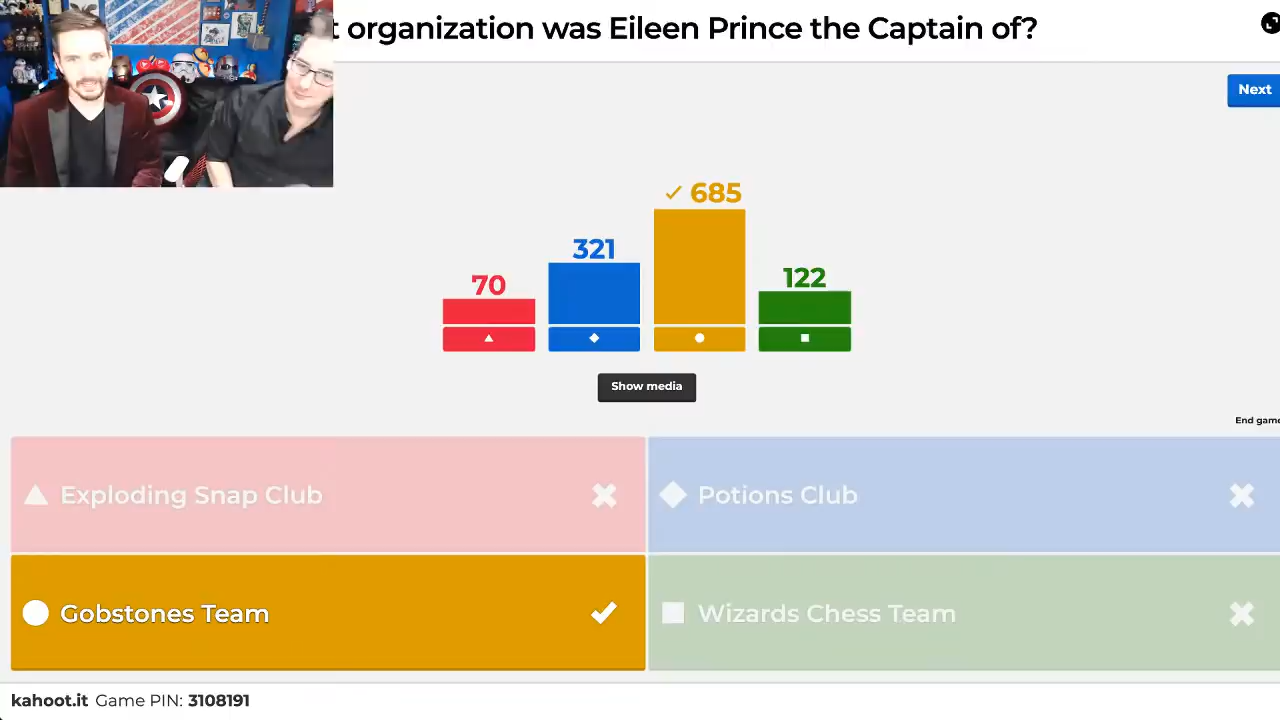 organization was Eileen Prince the Captain of?
Next
70
321
685
122
Show media
End game
Exploding Snap Club
Potions Club
Gobstones Team
Wizards Chess Team
kahoot.it Game PIN: 3108191